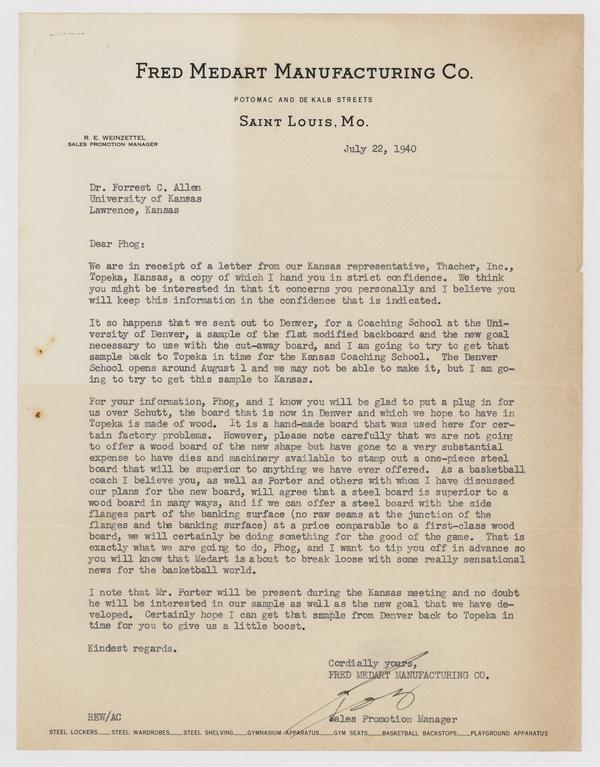 FRED MEDART MANUFACTURING CO.
POTOMAC AND DE KALB STREETS
SAINT LOUIS, MO.
R. E. WEINZETTEL
SALES PROMOTION MANAGER
July 22, 1940
Dr. Forrest C. Allen
University of Kansas
Lawrence, Kansas
Dear Phog:
We are in receipt of a letter from our Kansas representative, Thacher, Inc.,
Topeka, Kansas, a copy of which I hand you in strict confidence. We think
you might be interested in that it concerns you personally and I believe you
will keep this information in the confidence that is indicated.
It so happens that we sent out to Denver, for a Coaching School at the Uni-
versity of Denver, a sample of the flat modified backboard and the new goal
necessary to use with the cut-away board, and I am going to try to get that
sample back to Topeka in time for the Kansas Coaching School. The Denver
School opens around August 1 and we may not be able to make it, but I am go-
ing to try to get this sample to Kansas.
For your information, Phog, and I know you will be glad to put a plug in for
us over Schutt, the board that is now in Denver and which we hope to have in
Topeka is made of wood. It is a hand-made board that was used here for cer-
tain factory problems. However, please note carefully that we are not going
to offer a wood board of the new shape but have gone to a very substantial
expense to have dies and machinery available to stamp out a one-piece steel
board that will be superior to anything we have ever offered. As a basketball
coach I believe you, as well as Porter and others with whom I have discussed
our plans for the new board, will agree that a steel board is superior to a
wood board in many ways, and if we can offer a steel board with the side
flanges part of the banking surface (no raw seams at the junction of the
flanges and the banking surface) at a price comparable to a first-class wood
board, we will certainly be doing something for the good of the game. That is
exactly what we are going to do, Phog, and I want to tip you off in advance so
you will know that Medart is about to break loose with some really sensational
news for the basketball world.
I note that Mr. Porter will be present during the Kansas meeting and no doubt
he will be interested in our sample as well as the new goal that we have de-
veloped. Certainly hope I can get that sample from Denver back to Topeka in
time for you to give us a little boost.
Kindest regards.
Cordially yours,
FRED MEDART MANUFACTURING CO.
Sales Promotion Manager
REW/AC
STEEL LOCKERS___STEEL WARDROBES___STEEL SHELVING___GYMNASIUM APPARATUS___GYM SEATS___BASKETBALL BACKSTOPS___PLAYGROUND APPARATUS